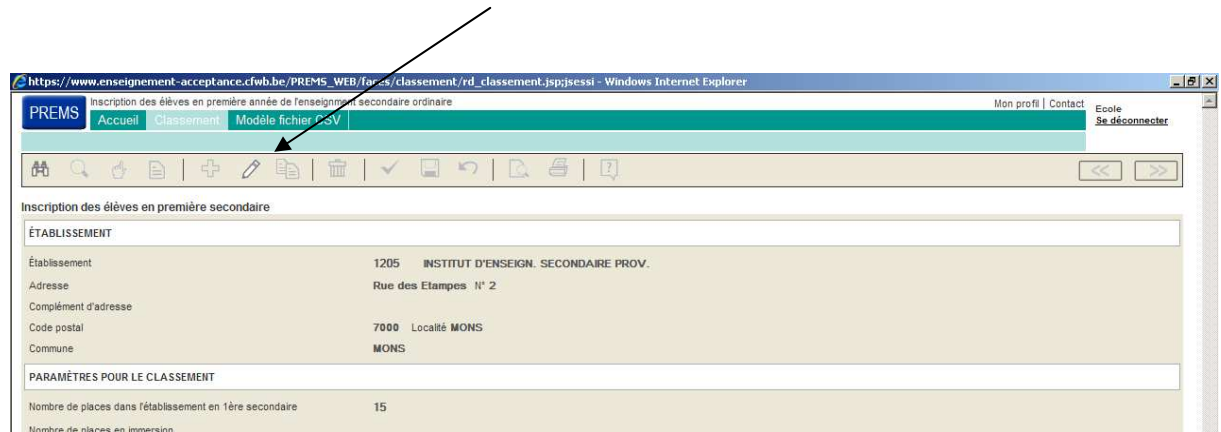 https://www.enseignement-acceptance.cfwb.be/PREMS_WEB/faces/classement/rd_classement.jsp;jsessi - Windows Internet Explorer
PREMS
Inscription des élèves en première année de l'enseignment secondaire ordinaire
Mon profil | Contact
Ecole
Accueil Classement Modèle fichier CSV
Se déconnecter
<< >>
Inscription des élèves en première secondaire
ÉTABLISSEMENT
Établissement 1205 INSTITUT D'ENSEIGN. SECONDAIRE PROV.
Adresse Rue des Etampes N° 2
Complément d'adresse
Code postal 7000 Localité MONS
Commune MONS
PARAMÈTRES POUR LE CLASSEMENT
Nombre de places dans l'établissement en 1ère secondaire 15
Nombre de places en immersion